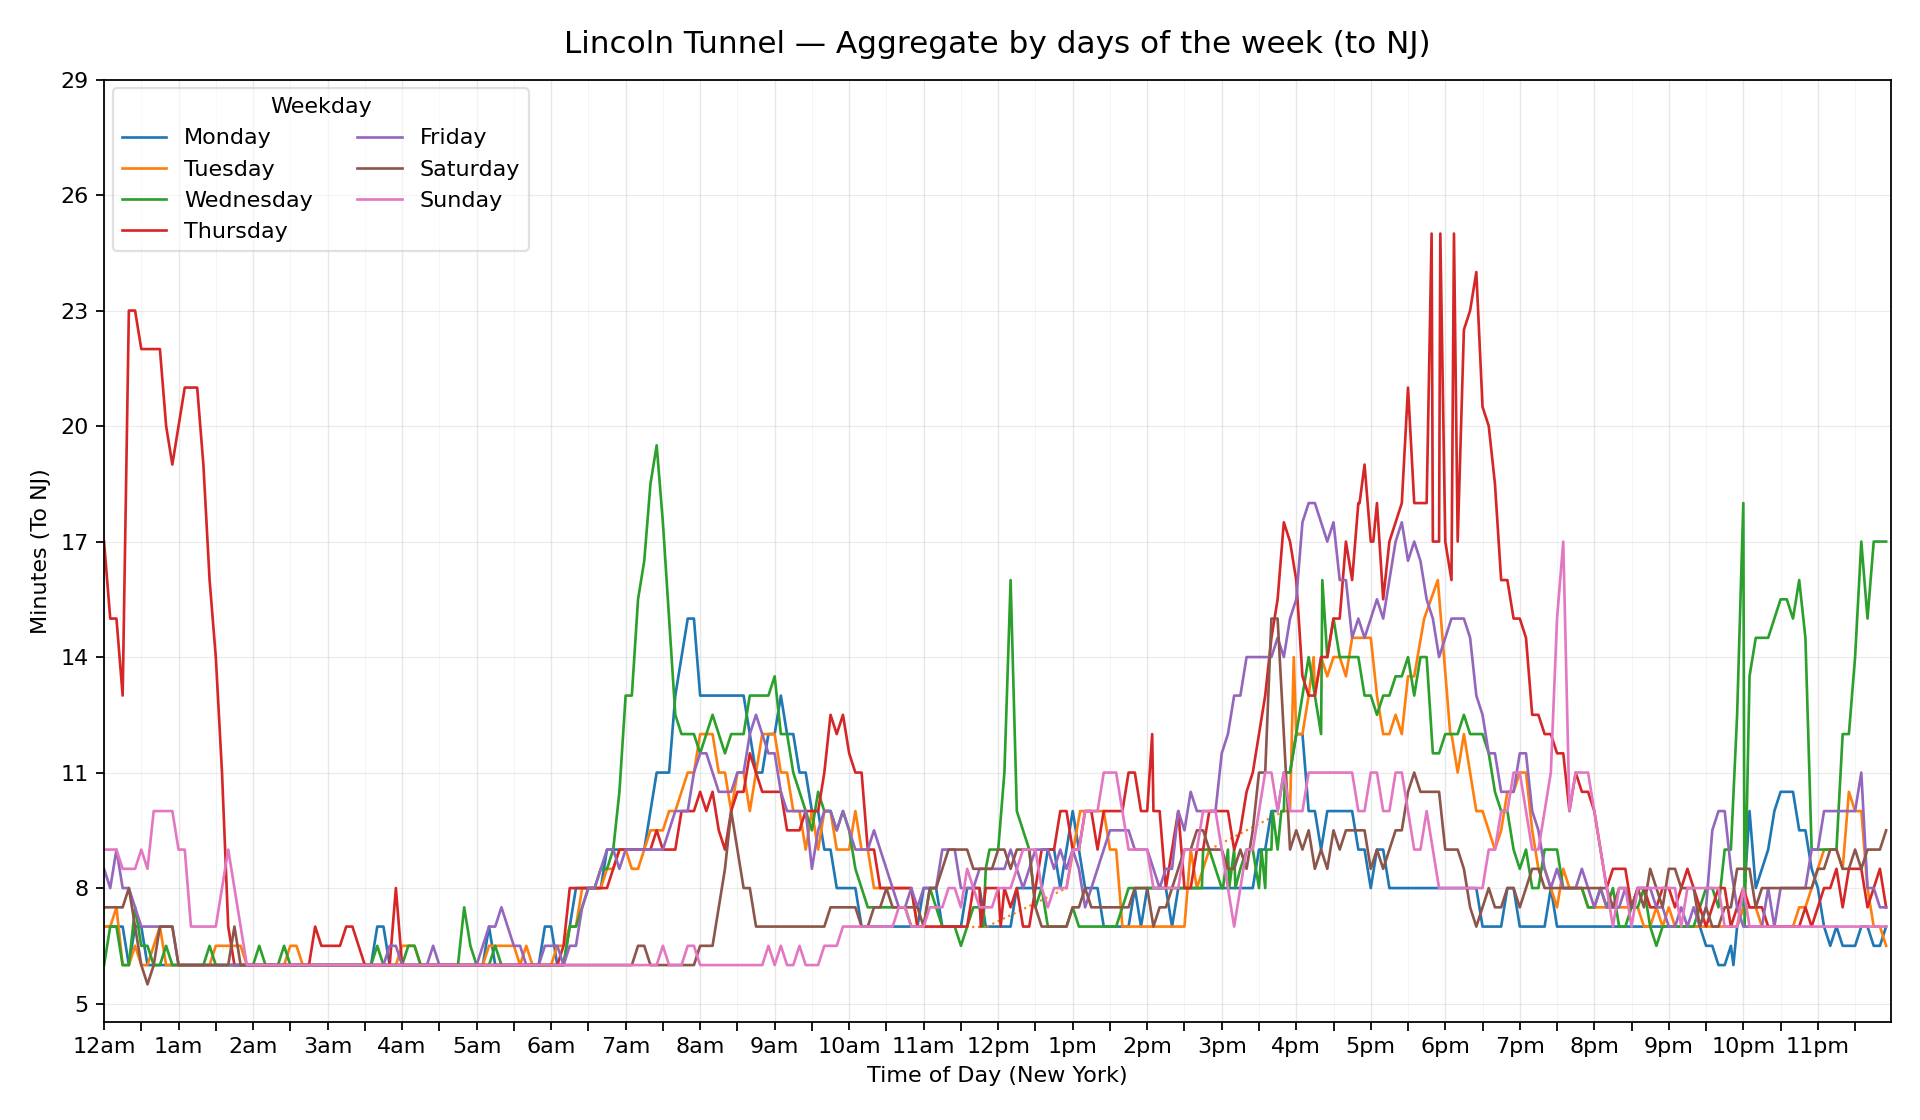 Lincoln Tunnel — Aggregate by days of the week (to NJ)
Weekday
Monday
Tuesday
Wednesday
Thursday
Friday
Saturday
Sunday
29
26
23
20
17
14
11
8
5
Minutes (To NJ)
12am 1am 2am 3am 4am 5am 6am 7am 8am 9am 10am 11am 12pm 1pm 2pm 3pm 4pm 5pm 6pm 7pm 8pm 9pm 10pm 11pm
Time of Day (New York)